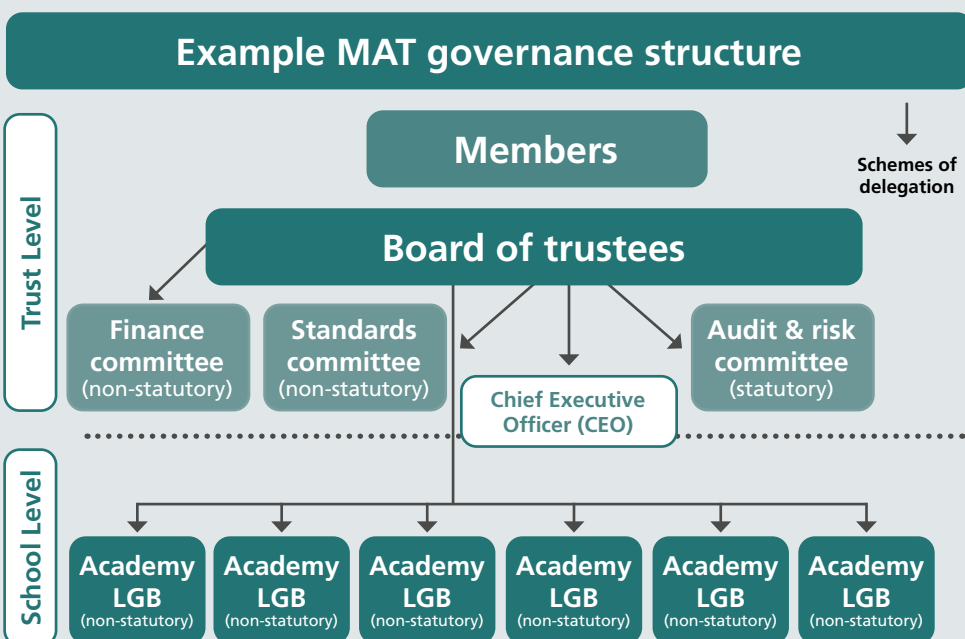 Example MAT governance structure
Trust Level
Members
Schemes of
delegation
Board of trustees
Finance
committee
(non-statutory)
Standards
committee
(non-statutory)
Chief Executive
Officer (CEO)
Audit & risk
committee
(statutory)
School Level
Academy
LGB
(non-statutory)
Academy
LGB
(non-statutory)
Academy
LGB
(non-statutory)
Academy
LGB
(non-statutory)
Academy
LGB
(non-statutory)
Academy
LGB
(non-statutory)